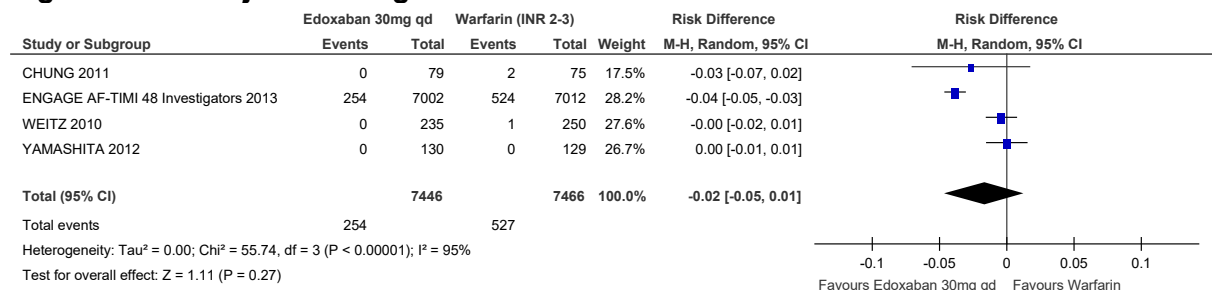 Edoxaban 30mg qd Warfarin (INR 2-3) Risk Difference Risk Difference
Study or Subgroup Events Total Events Total Weight M-H, Random, 95% CI M-H, Random, 95% CI
CHUNG 2011 0 79 2 75 17.5% -0.03 [-0.07, 0.02]
ENGAGE AF-TIMI 48 Investigators 2013 254 7002 524 7012 28.2% -0.04 [-0.05, -0.03]
WEITZ 2010 0 235 1 250 27.6% -0.00 [-0.02, 0.01]
YAMASHITA 2012 0 130 0 129 26.7% 0.00 [-0.01, 0.01]
Total (95% CI) 7446 7466 100.0% -0.02 [-0.05, 0.01]
Total events 254 527
Heterogeneity: Tau² = 0.00; Chi² = 55.74, df = 3 (P < 0.00001); I² = 95%
Test for overall effect: Z = 1.11 (P = 0.27)
-0.1 -0.05 0 0.05 0.1
Favours Edoxaban 30mg qd Favours Warfarin